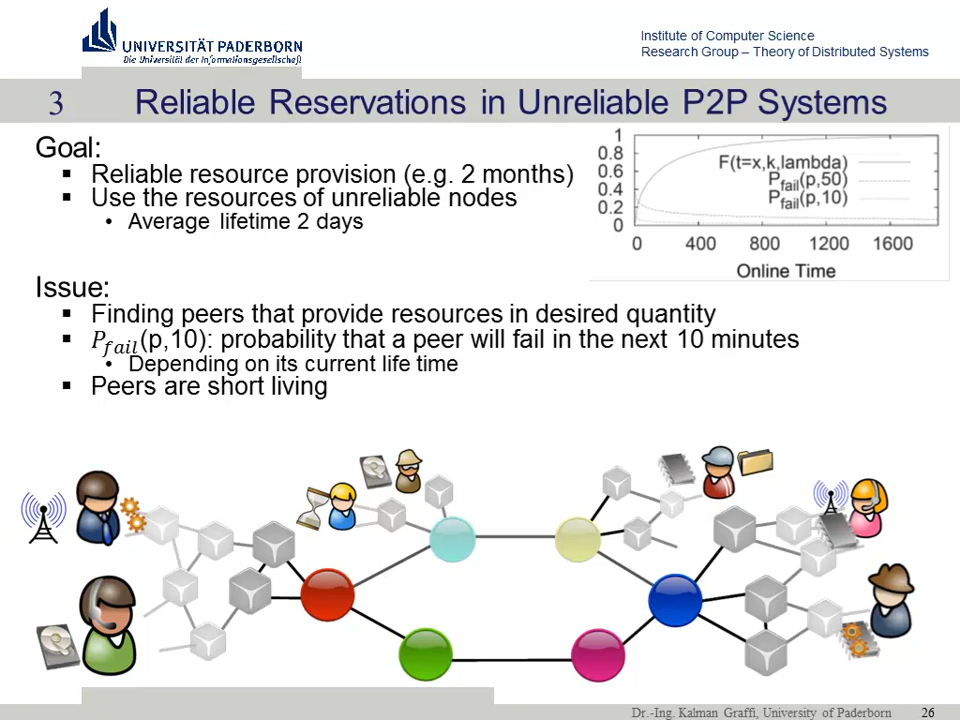 UNIVERSITÄT PADERBORN
Die Universität der Informationsgesellschaft
Institute of Computer Science
Research Group – Theory of Distributed Systems
3 Reliable Reservations in Unreliable P2P Systems
Goal:
▪ Reliable resource provision (e.g. 2 months)
▪ Use the resources of unreliable nodes
• Average lifetime 2 days
1
0.8
0.6
0.4
0.2
0
F(t=x,k,lambda)
Pfail(p,50)
Pfail(p,10)
0 400 800 1200 1600
Online Time
Issue:
▪ Finding peers that provide resources in desired quantity
▪ Pfail(p,10): probability that a peer will fail in the next 10 minutes
• Depending on its current life time
▪ Peers are short living
Dr.-Ing. Kalman Graffi, University of Paderborn 26